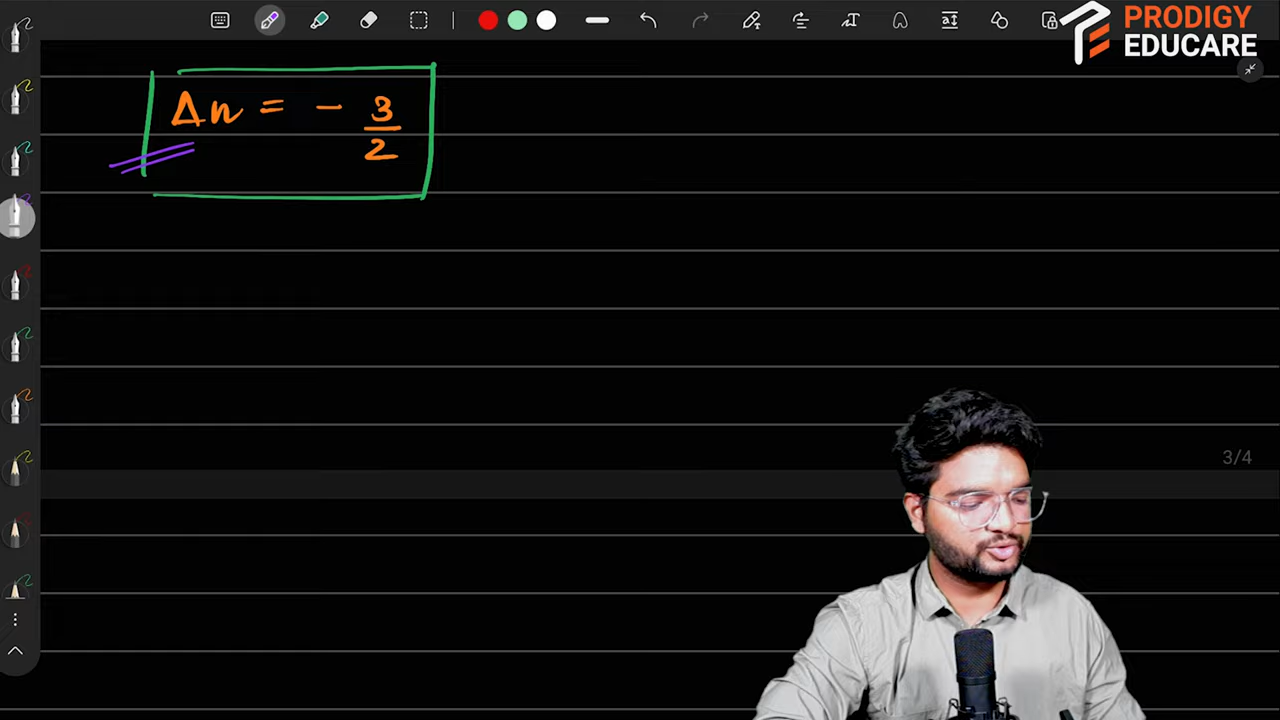 PRODIGY
EDUCARE
Δn = - 3/2
3/4